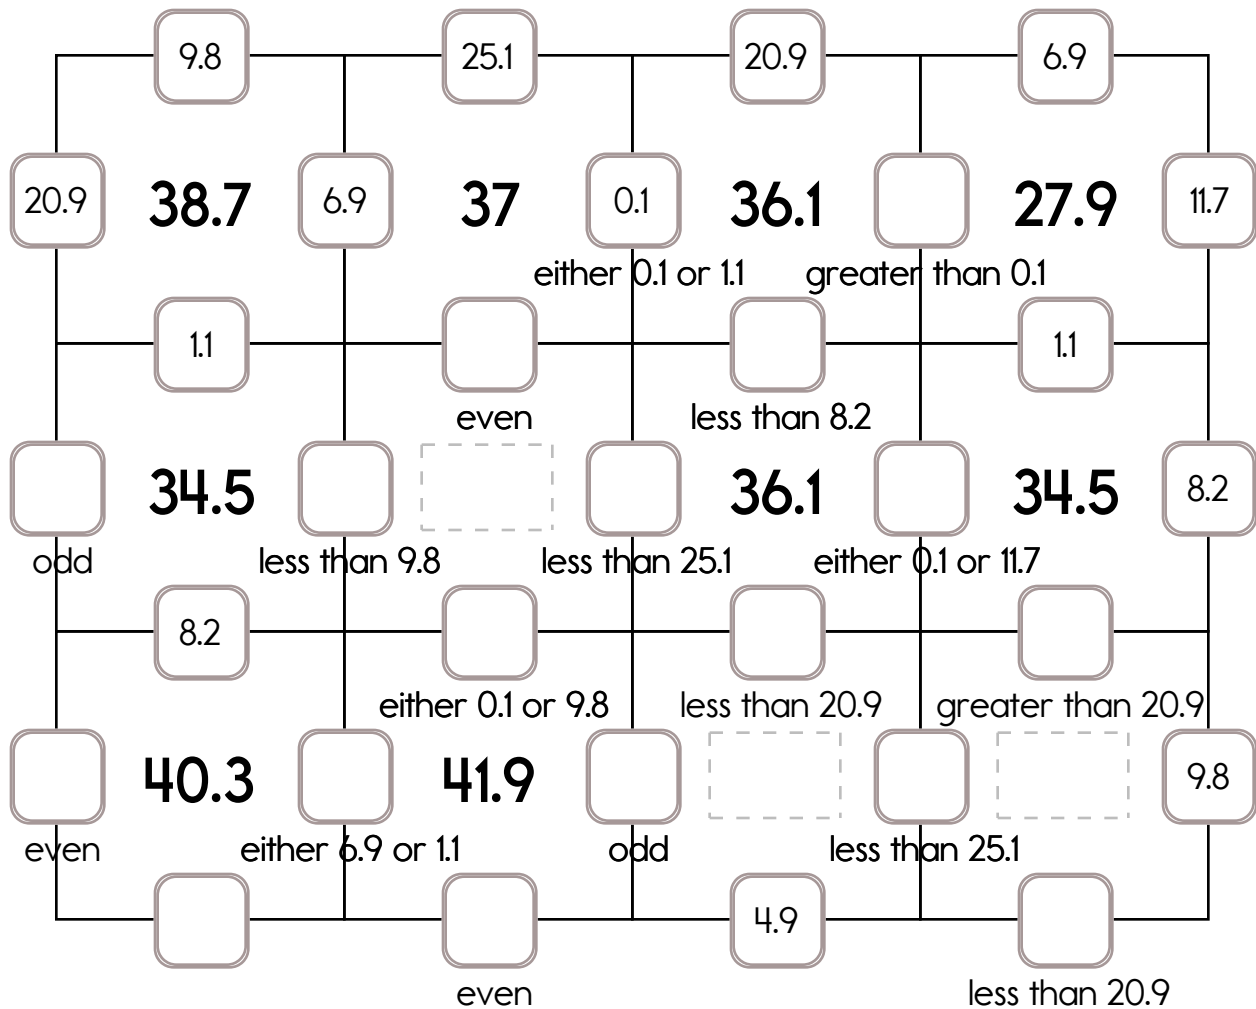 9.8 25.1 20.9 6.9
20.9 38.7 6.9 37 0.1 36.1 27.9 11.7
either 0.1 or 1.1 greater than 0.1
1.1 1.1
even less than 8.2
34.5 36.1 34.5 8.2
odd less than 9.8 less than 25.1 either 0.1 or 11.7
8.2
either 0.1 or 9.8 less than 20.9 greater than 20.9
40.3 41.9 9.8
even either 6.9 or 1.1 odd less than 25.1
4.9
even less than 20.9